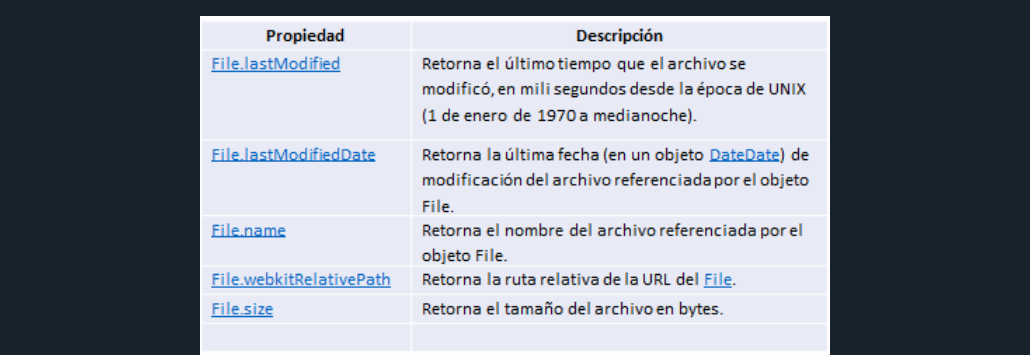 Propiedad Descripción
File.lastModified Retorna el último tiempo que el archivo se
modificó, en mili segundos desde la época de UNIX
(1 de enero de 1970 a medianoche).
File.lastModifiedDate Retorna la última fecha (en un objeto DateDate) de
modificación del archivo referenciada por el objeto
File.
File.name Retorna el nombre del archivo referenciada por el
objeto File.
File.webkitRelativePath Retorna la ruta relativa de la URL del File.
File.size Retorna el tamaño del archivo en bytes.